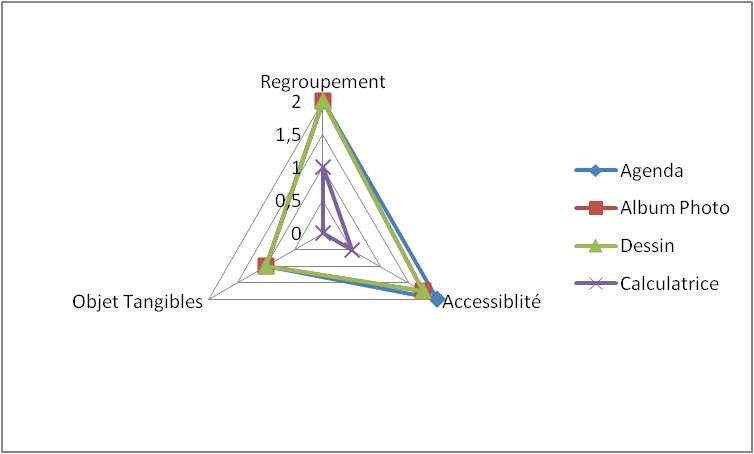 Regroupement
2
1,5
1
0,5
0
Objet Tangibles
Accessiblité
Agenda
Album Photo
Dessin
Calculatrice